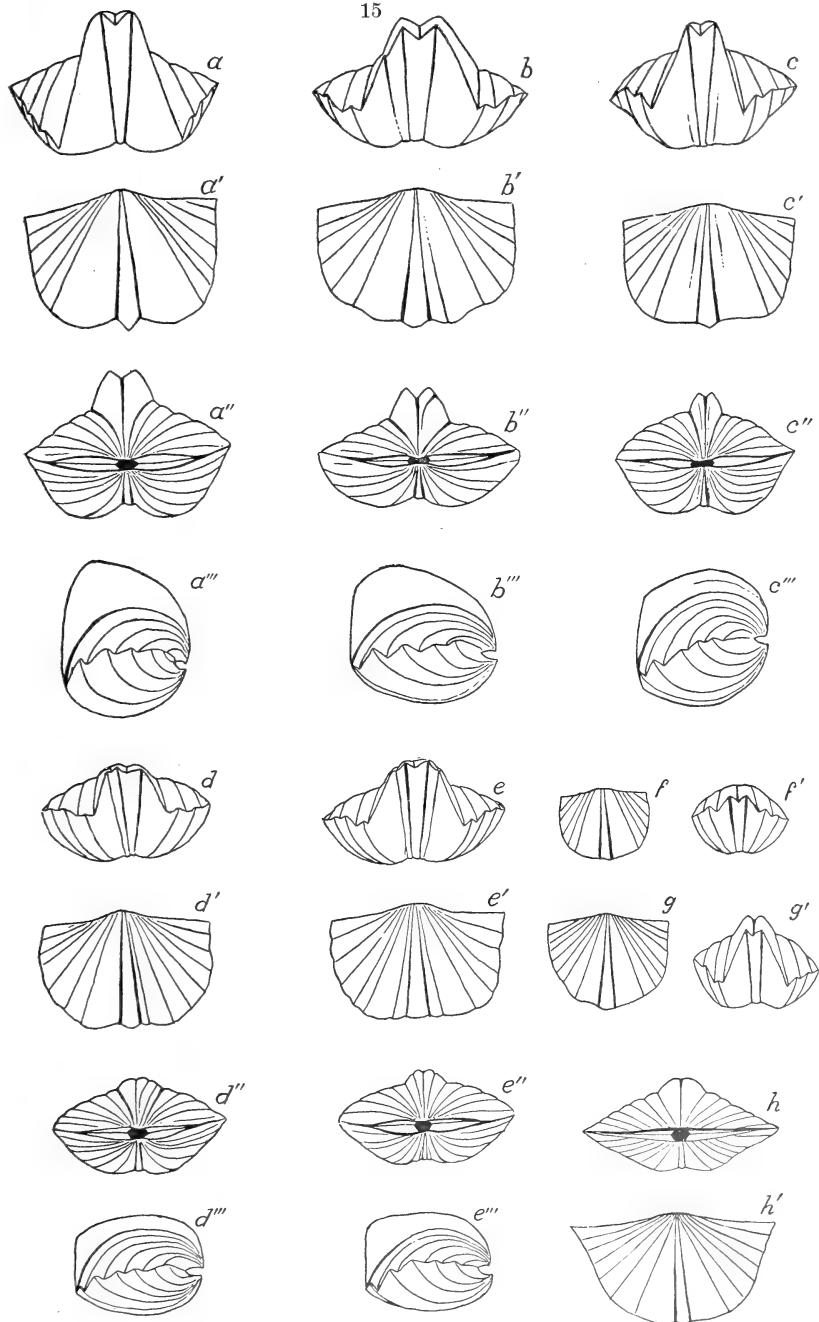 15
a b c
a′ b′ c′
a″ b″ c″
a‴ b‴ c‴
d e f f′
d′ e′ g g′
d″ e″ h
d‴ e‴ h′